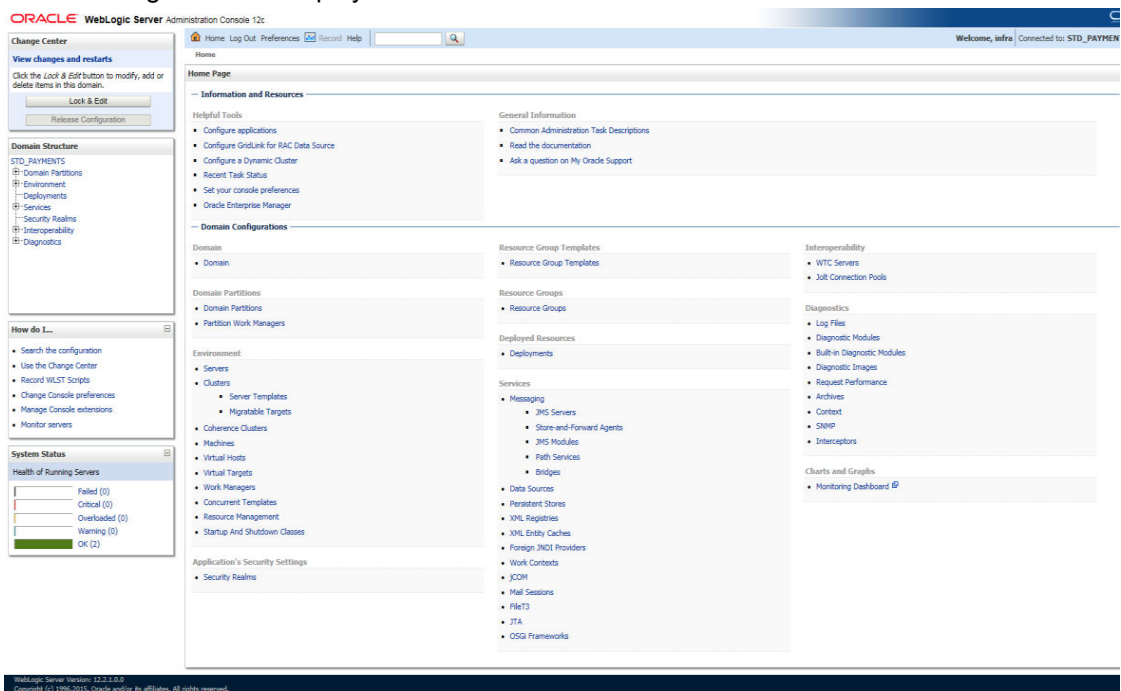 ORACLE WebLogic Server Administration Console 12c
Change Center
View changes and restarts
Click the Lock & Edit button to modify, add or
delete items in this domain.
Lock & Edit
Release Configuration
Domain Structure
STD_PAYMENTS
Domain Partitions
Environment
Deployments
Services
Security Realms
Interoperability
Diagnostics
How do I...
Search the configuration
Use the Change Center
Record WLST Scripts
Change Console preferences
Manage Console extensions
Monitor servers
System Status
Health of Running Servers
Failed (0)
Critical (0)
Overloaded (0)
Warning (0)
OK (2)
Home Log Out Preferences Record Help
Welcome, infra Connected to: STD_PAYMEN
Home
Home Page
Information and Resources
Helpful Tools
Configure applications
Configure GridLink for RAC Data Source
Configure a Dynamic Cluster
Recent Task Status
Set your console preferences
Oracle Enterprise Manager
General Information
Common Administration Task Descriptions
Read the documentation
Ask a question on My Oracle Support
Domain Configurations
Domain
Domain
Domain Partitions
Domain Partitions
Partition Work Managers
Environment
Servers
Clusters
Server Templates
Migratable Targets
Coherence Clusters
Machines
Virtual Hosts
Virtual Targets
Work Managers
Concurrent Templates
Resource Management
Startup And Shutdown Classes
Application's Security Settings
Security Realms
Resource Group Templates
Resource Group Templates
Resource Groups
Resource Groups
Deployed Resources
Deployments
Services
Messaging
JMS Servers
Store-and-Forward Agents
JMS Modules
Path Services
Bridges
Data Sources
Persistent Stores
XML Registries
XML Entity Caches
Foreign JNDI Providers
Work Contexts
jCOM
Mail Sessions
FileT3
JTA
OSGi Frameworks
Interoperability
WTC Servers
Jolt Connection Pools
Diagnostics
Log Files
Diagnostic Modules
Built-in Diagnostic Modules
Diagnostic Images
Request Performance
Archives
Context
SNMP
Interceptors
Charts and Graphs
Monitoring Dashboard
WebLogic Server Version: 12.2.1.0.0
Copyright (c) 1996,2015, Oracle and/or its affiliates. All rights reserved.